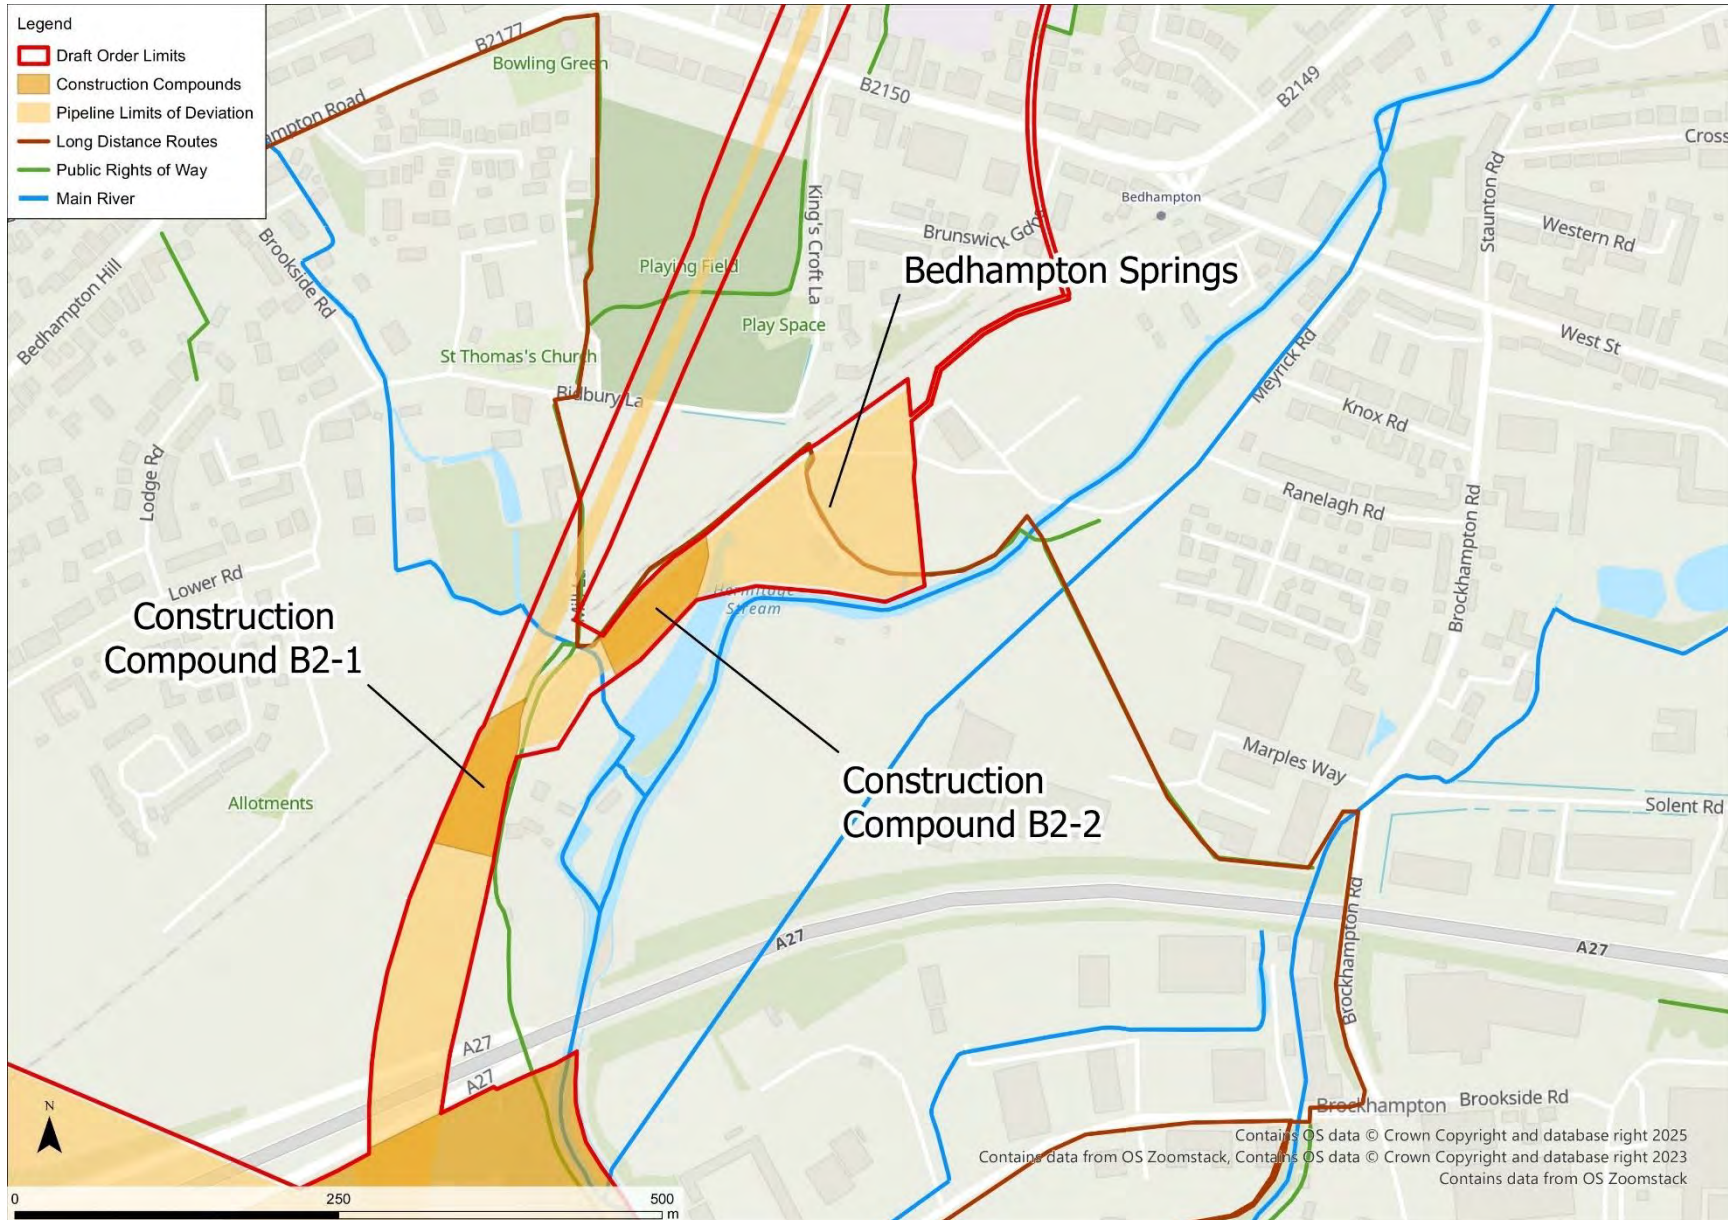 Legend
Draft Order Limits
Construction Compounds
Pipeline Limits of Deviation
Long Distance Routes
Public Rights of Way
Main River
B2177
Bowling Green
B2150
B2149
ampton Road
Cross
Staunton Rd
Bedhampton
King's Croft La
Western Rd
Brunswick Gdns
Brookside Rd
Bedhampton Hill
Playing Field
Bedhampton Springs
Play Space
West St
Meyrick Rd
St Thomas's Church
Bidbury La
Knox Rd
Lodge Rd
Ranelagh Rd
Brockhampton Rd
Lower Rd
Hermitage
Stream
Construction
Compound B2-1
Construction
Compound B2-2
Marples Way
Allotments
Solent Rd
A27
A27
Brockhampton Rd
A27
A27
N
Brockhampton
Brookside Rd
Contains OS data © Crown Copyright and database right 2025
Contains data from OS Zoomstack, Contains OS data © Crown Copyright and database right 2023
Contains data from OS Zoomstack
0 250 500
m